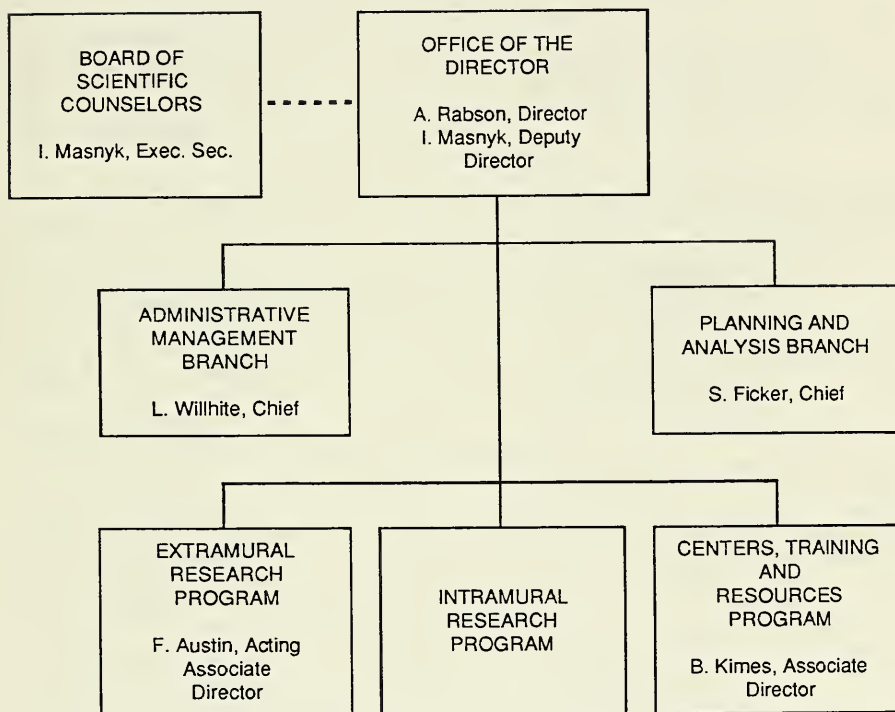 BOARD OF
SCIENTIFIC
COUNSELORS
I. Masnyk, Exec. Sec.
OFFICE OF THE
DIRECTOR
A. Rabson, Director
I. Masnyk, Deputy
Director
ADMINISTRATIVE
MANAGEMENT
BRANCH
L. Willhite, Chief
PLANNING AND
ANALYSIS BRANCH
S. Ficker, Chief
EXTRAMURAL
RESEARCH
PROGRAM
F. Austin, Acting
Associate
Director
INTRAMURAL
RESEARCH
PROGRAM
CENTERS, TRAINING
AND
RESOURCES
PROGRAM
B. Kimes, Associate
Director